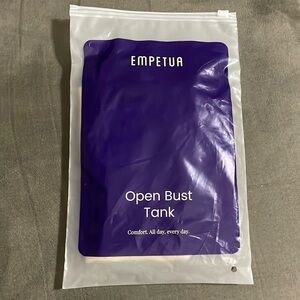 EMPETUA
Open Bust
Tank
Comfort. All day, every day.